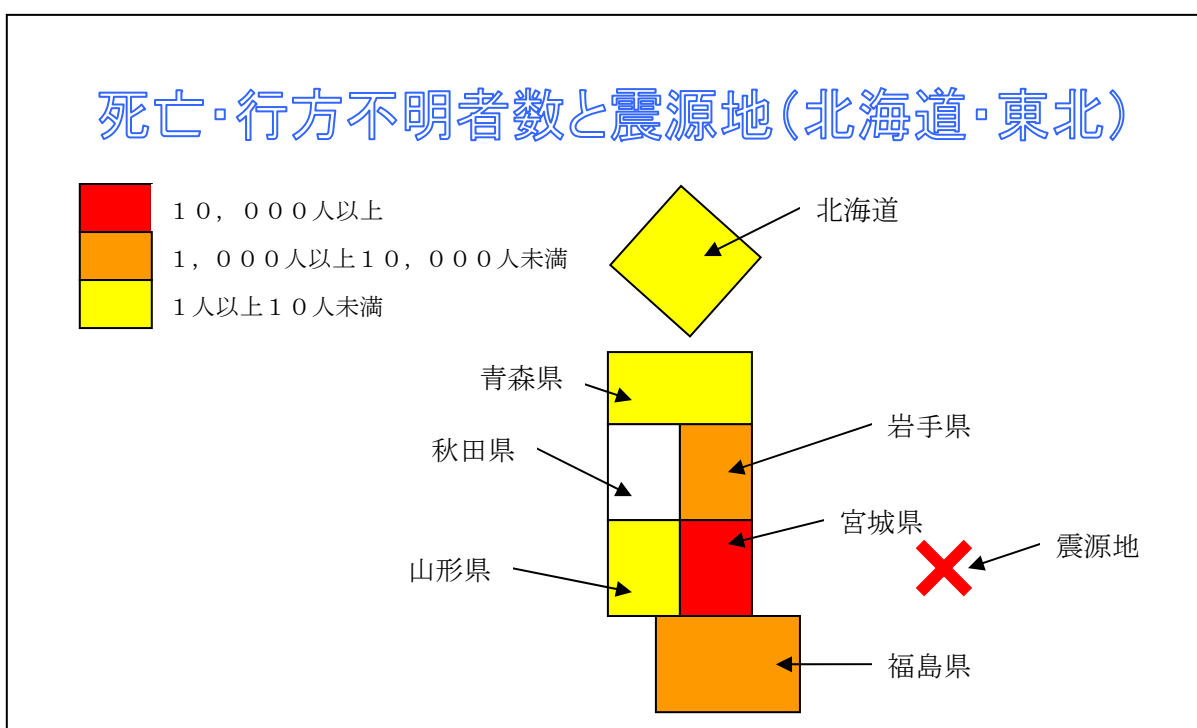 死亡・行方不明者数と震源地(北海道・東北)
１０，０００人以上
１，０００人以上１０，０００人未満
１人以上１０人未満
北海道
青森県
岩手県
秋田県
宮城県
震源地
山形県
福島県